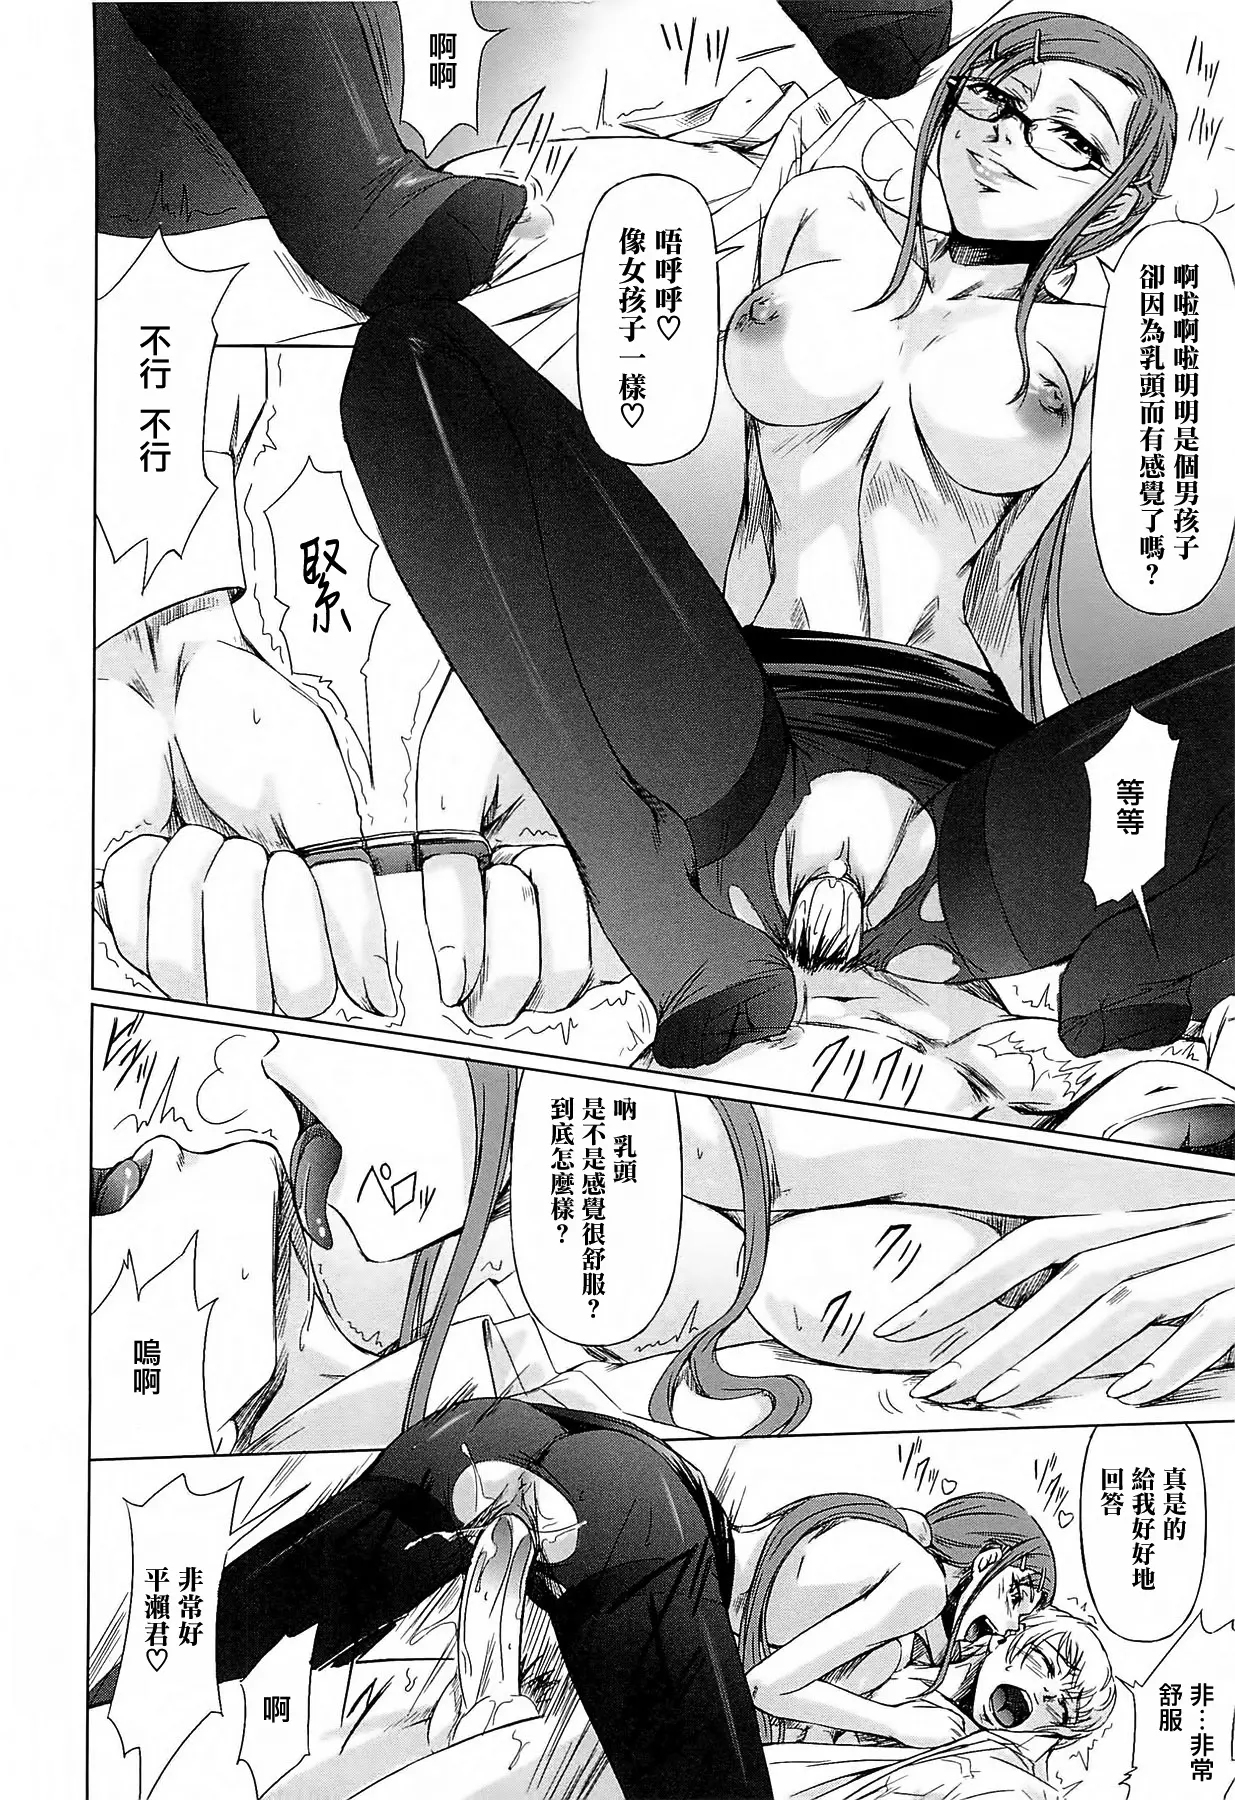 啊啦啊啦明明是個男孩子
卻因為乳頭而有感覺了嗎?
唔呼呼♡
像女孩子一樣♡
啊啊
等等
不行 不行
緊
吶 乳頭
是不是感覺很舒服?
到底怎麼樣?
ペロッ
嗚啊
真是的
給我好好地
回答
非…非常
舒服
非常好
平瀨君♡
啊